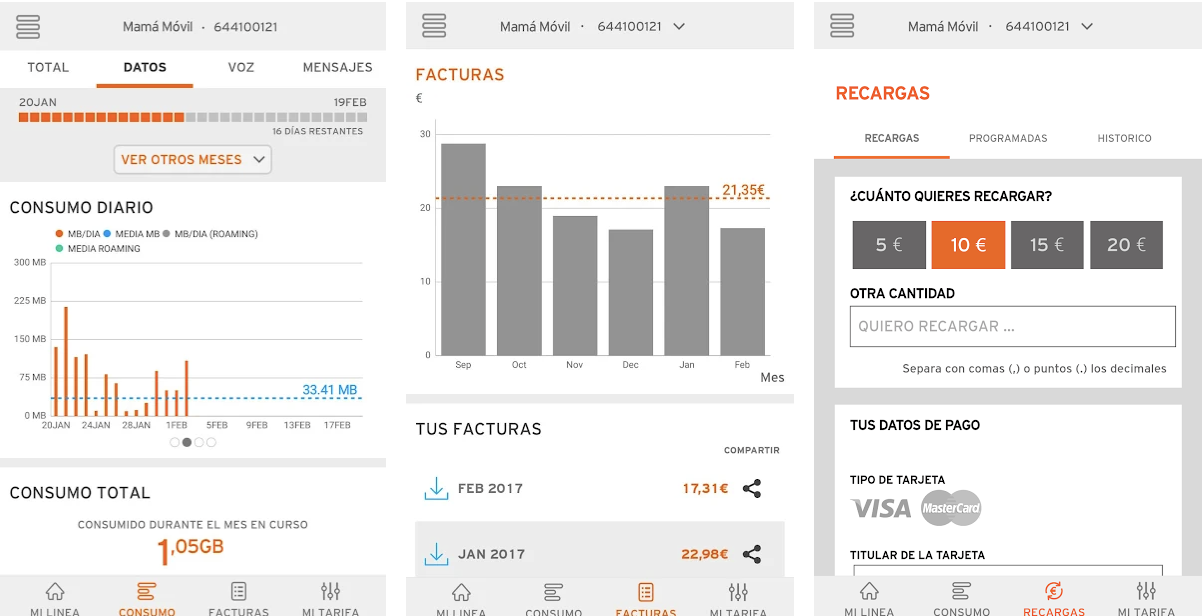 Mamá Móvil · 644100121
TOTAL DATOS VOZ MENSAJES
20JAN 19FEB
16 DÍAS RESTANTES
VER OTROS MESES
CONSUMO DIARIO
MB/DIA MEDIA MB MB/DIA (ROAMING)
MEDIA ROAMING
300 MB
225 MB
150 MB
75 MB
33.41 MB
0 MB
20JAN 24JAN 28JAN 1FEB 5FEB 9FEB 13FEB 17FEB
CONSUMO TOTAL
CONSUMIDO DURANTE EL MES EN CURSO
1,05GB
MI LINEA CONSUMO FACTURAS MI TARIFA
Mamá Móvil · 644100121
FACTURAS
€
30
21,35€
20
10
0
Sep Oct Nov Dec Jan Feb
Mes
TUS FACTURAS
COMPARTIR
FEB 2017 17,31€
JAN 2017 22,98€
MI LINEA CONSUMO FACTURAS MI TARIFA
Mamá Móvil · 644100121
RECARGAS
RECARGAS PROGRAMADAS HISTORICO
¿CUÁNTO QUIERES RECARGAR?
5 € 10 € 15 € 20 €
OTRA CANTIDAD
QUIERO RECARGAR ...
Separa con comas (,) o puntos (.) los decimales
TUS DATOS DE PAGO
TIPO DE TARJETA
VISA MasterCard
TITULAR DE LA TARJETA
MI LINEA CONSUMO RECARGAS MI TARIFA